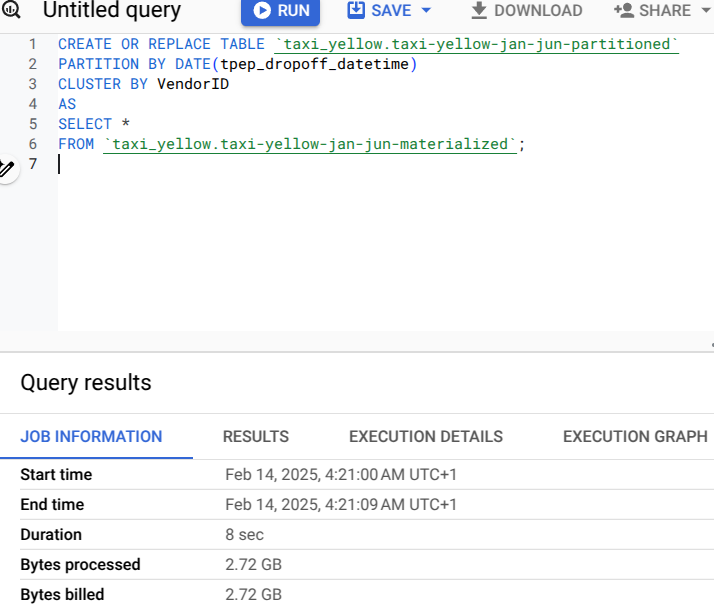 Untitled query RUN SAVE DOWNLOAD SHARE
1 CREATE OR REPLACE TABLE `taxi_yellow.taxi-yellow-jan-jun-partitioned`
2 PARTITION BY DATE(tpep_dropoff_datetime)
3 CLUSTER BY VendorID
4 AS
5 SELECT *
6 FROM `taxi_yellow.taxi-yellow-jan-jun-materialized`;
7
Query results
JOB INFORMATION RESULTS EXECUTION DETAILS EXECUTION GRAPH
Start time Feb 14, 2025, 4:21:00 AM UTC+1
End time Feb 14, 2025, 4:21:09 AM UTC+1
Duration 8 sec
Bytes processed 2.72 GB
Bytes billed 2.72 GB